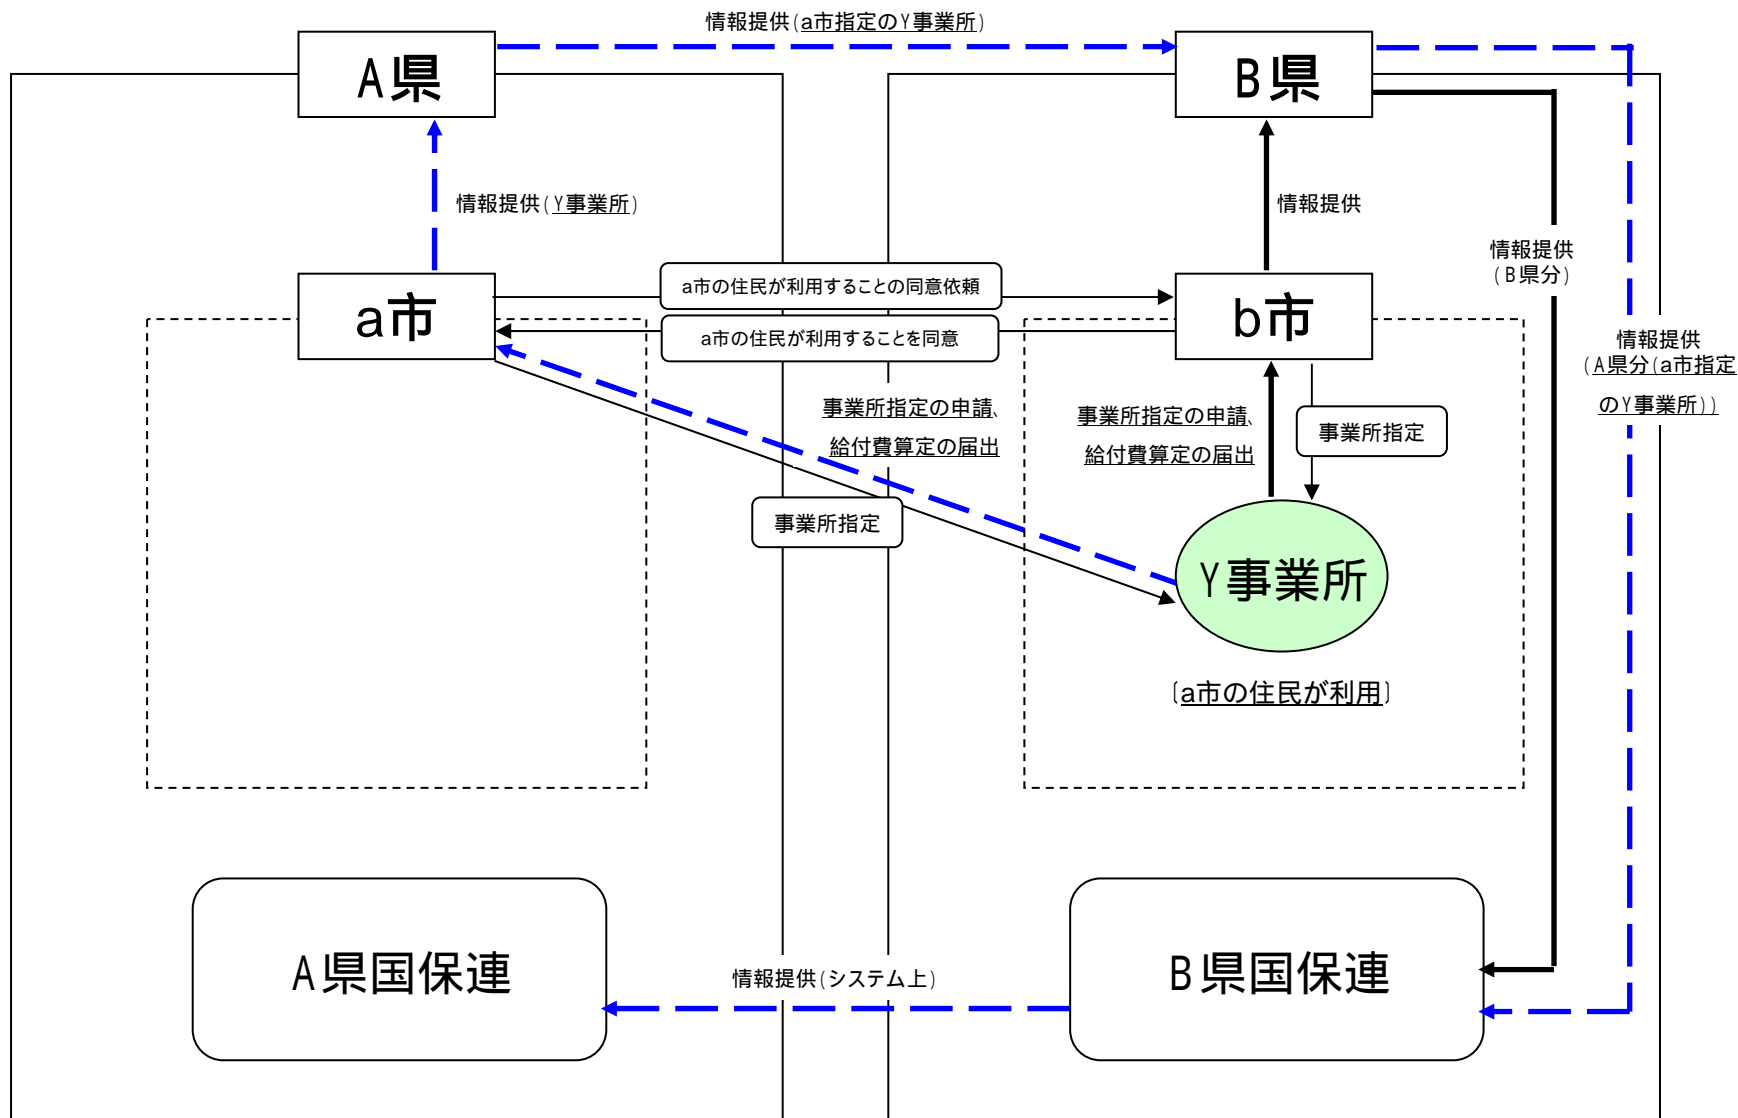 情報提供(a市指定のY事業所)
A県
B県
情報提供(Y事業所)
情報提供
情報提供
(B県分)
a市
a市の住民が利用することの同意依頼
b市
a市の住民が利用することを同意
情報提供
(A県分(a市指定
のY事業所))
事業所指定の申請、
給付費算定の届出
事業所指定の申請、
給付費算定の届出
事業所指定
事業所指定
Y事業所
〔a市の住民が利用〕
A県国保連
情報提供(システム上)
B県国保連